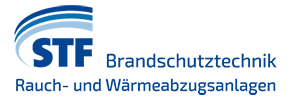 STF Brandschutztechnik
Rauch- und Wärmeabzugsanlagen